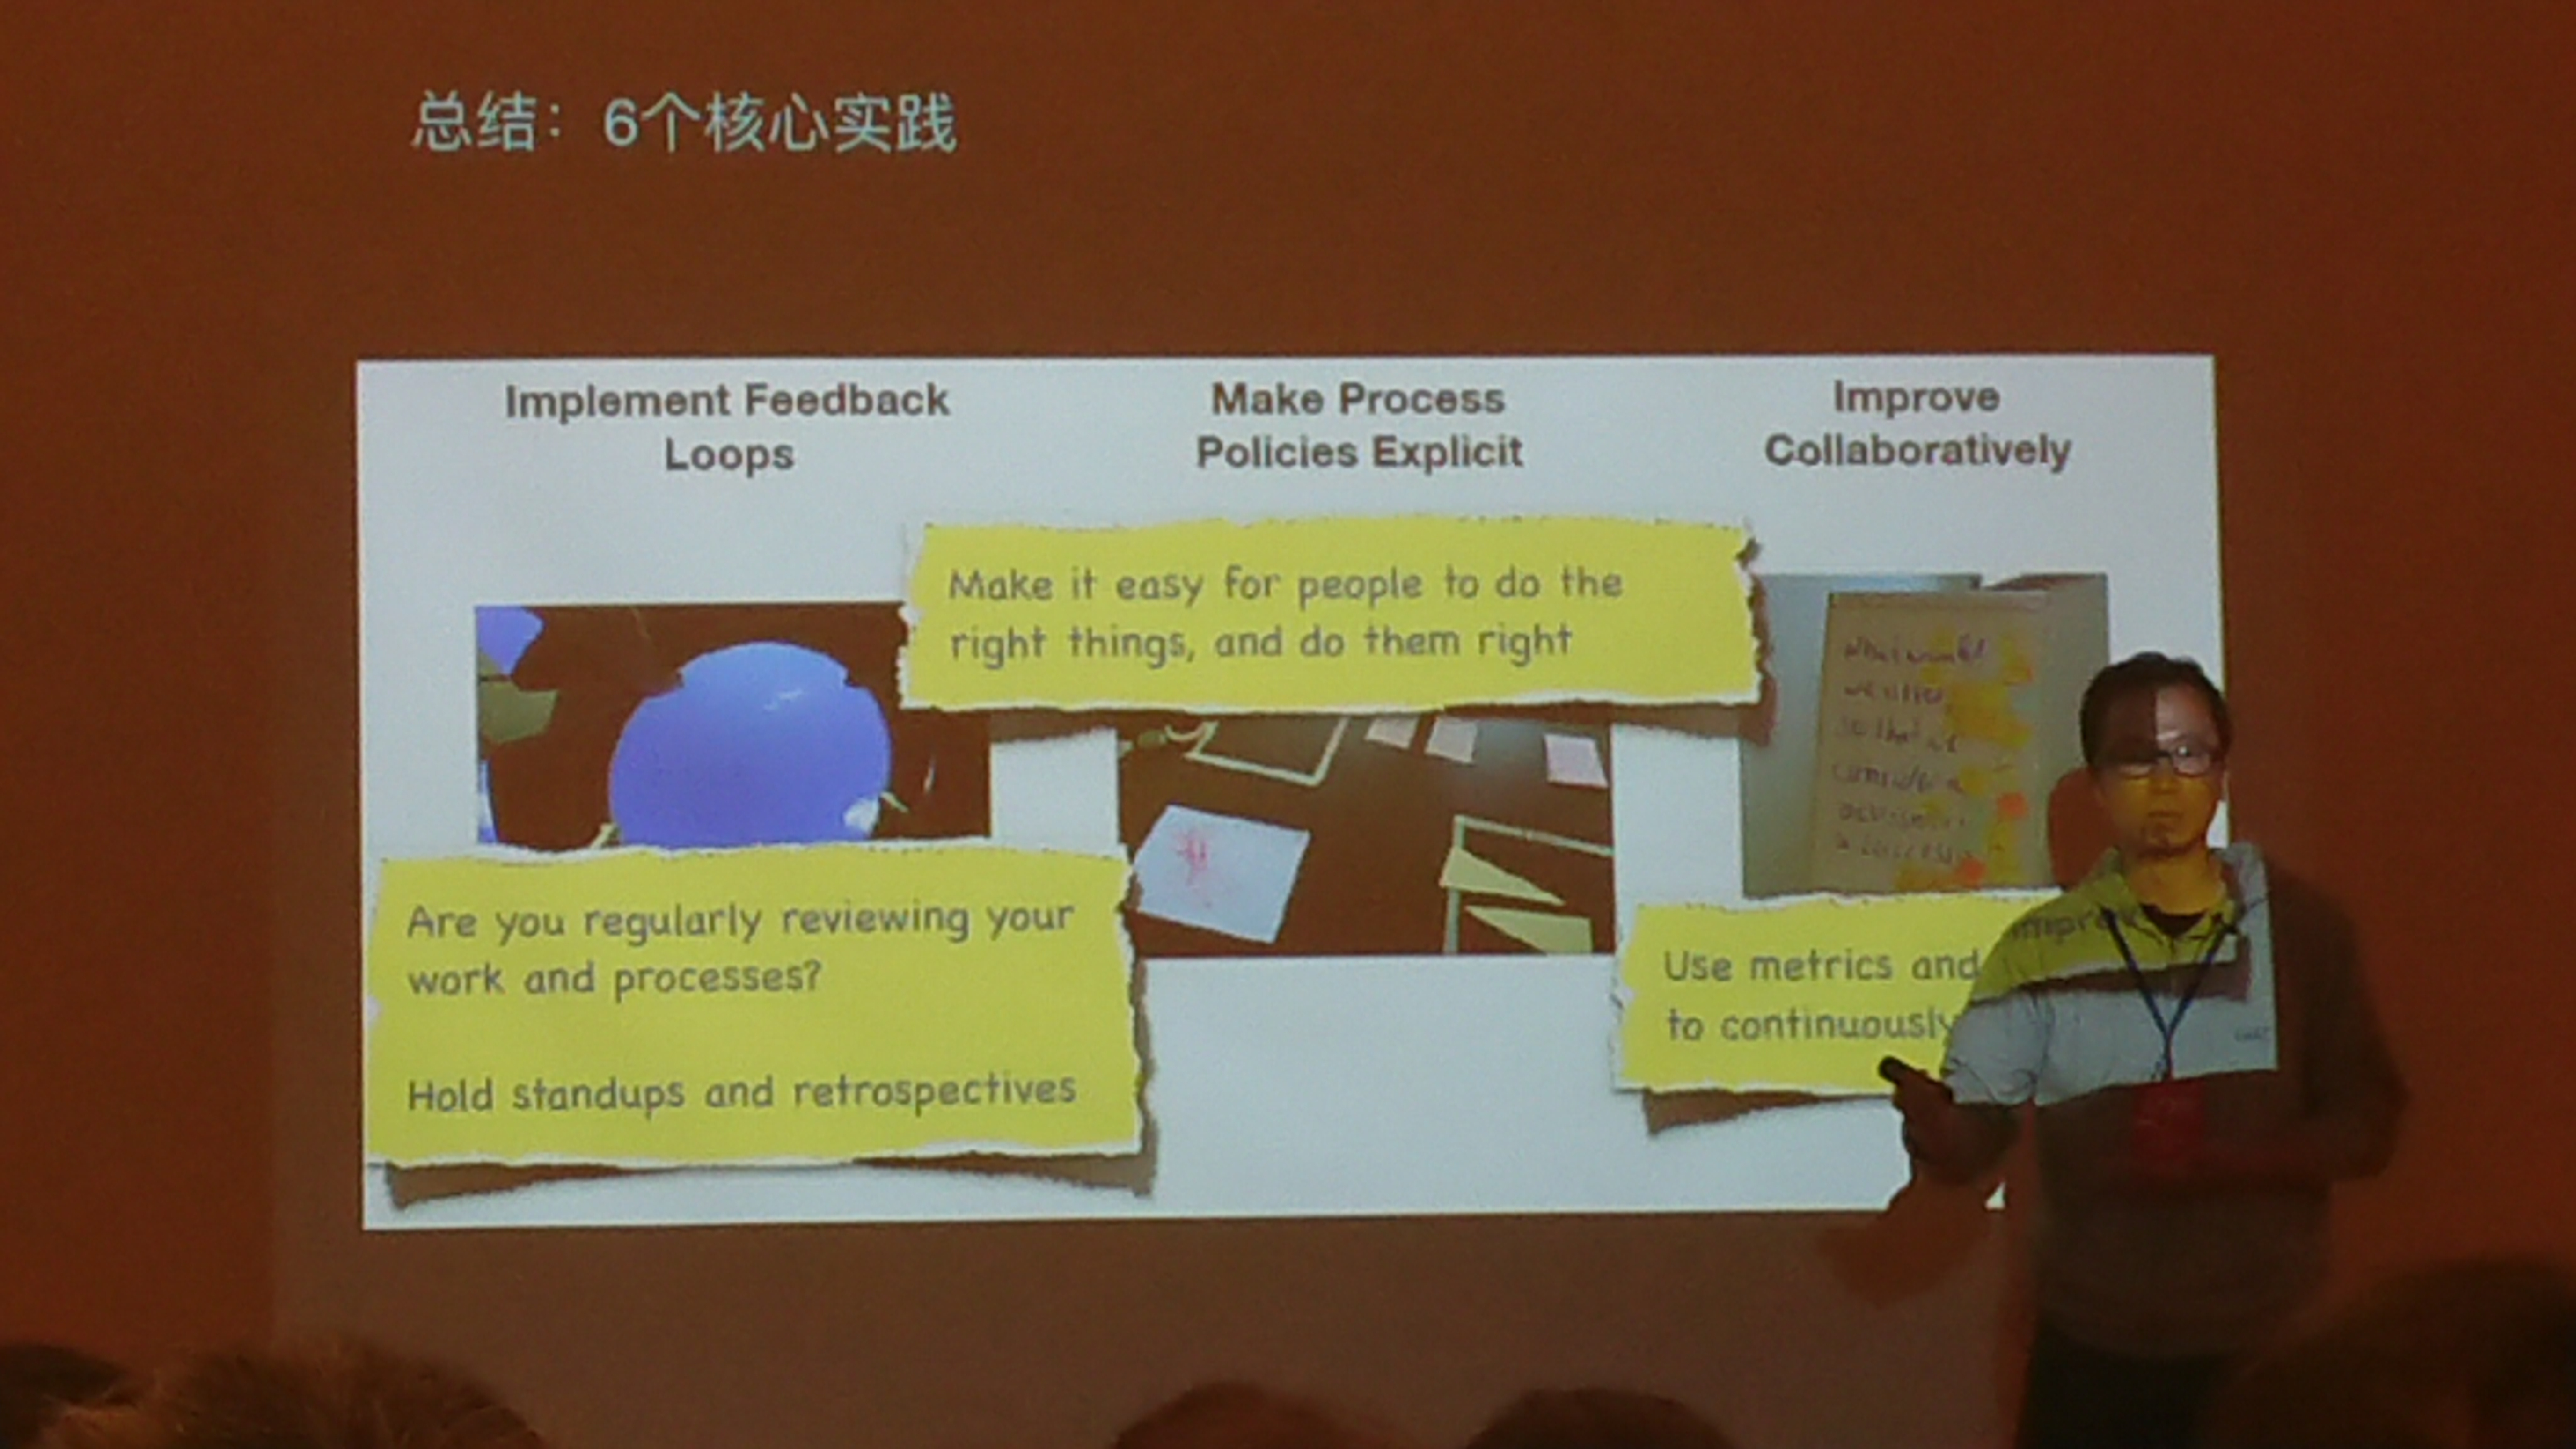 总结：6个核心实践
Implement Feedback
Loops
Make Process
Policies Explicit
Improve
Collaboratively
Make it easy for people to do the
right things, and do them right
Are you regularly reviewing your
work and processes?
Hold standups and retrospectives
Use metrics and
to continuously